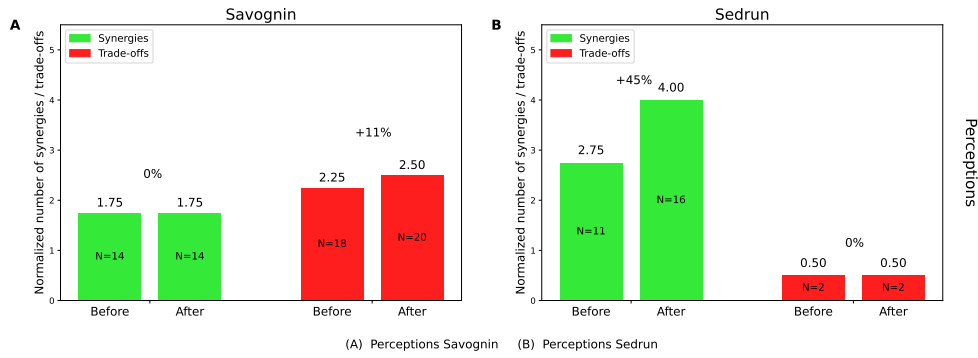 A
Savognin
Normalized number of synergies / trade-offs
5
4
3
2
1
0
Synergies
Trade-offs
0%
+11%
1.75
1.75
2.25
2.50
N=14
N=14
N=18
N=20
Before
After
Before
After
B
Sedrun
Normalized number of synergies / trade-offs
5
4
3
2
1
0
Synergies
Trade-offs
+45%
4.00
2.75
N=11
N=16
0%
0.50
0.50
N=2
N=2
Before
After
Before
After
Perceptions
(A) Perceptions Savognin (B) Perceptions Sedrun